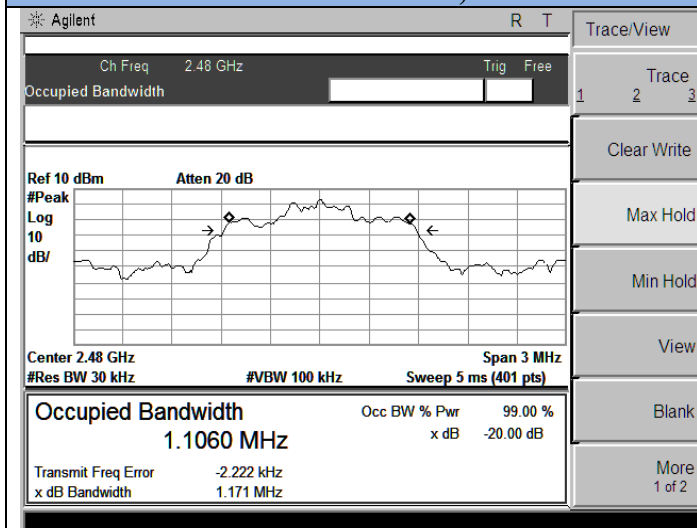 Agilent R T
Ch Freq 2.48 GHz Trig Free
Occupied Bandwidth
Ref 10 dBm Atten 20 dB
#Peak
Log
10
dB/
Center 2.48 GHz Span 3 MHz
#Res BW 30 kHz #VBW 100 kHz Sweep 5 ms (401 pts)
Occupied Bandwidth Occ BW % Pwr 99.00 %
1.1060 MHz x dB -20.00 dB
Transmit Freq Error -2.222 kHz
x dB Bandwidth 1.171 MHz
Trace/View
Trace
1 2 3
Clear Write
Max Hold
Min Hold
View
Blank
More
1 of 2